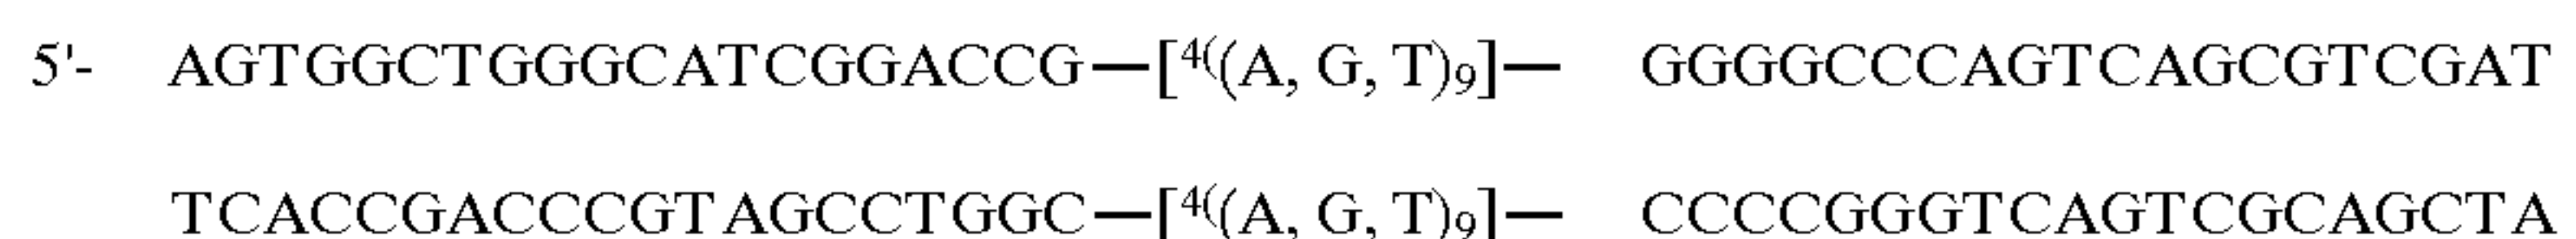 5'- AGTGGCTGGGCATCGGACCG—[⁴⁽(A, G, T)₉]— GGGGCCCAGTCAGCGTCGAT
TCACCGACCCGTAGCCTGGC—[⁴⁽(A, G, T)₉]— CCCCGGGTCAGTCGCAGCTA